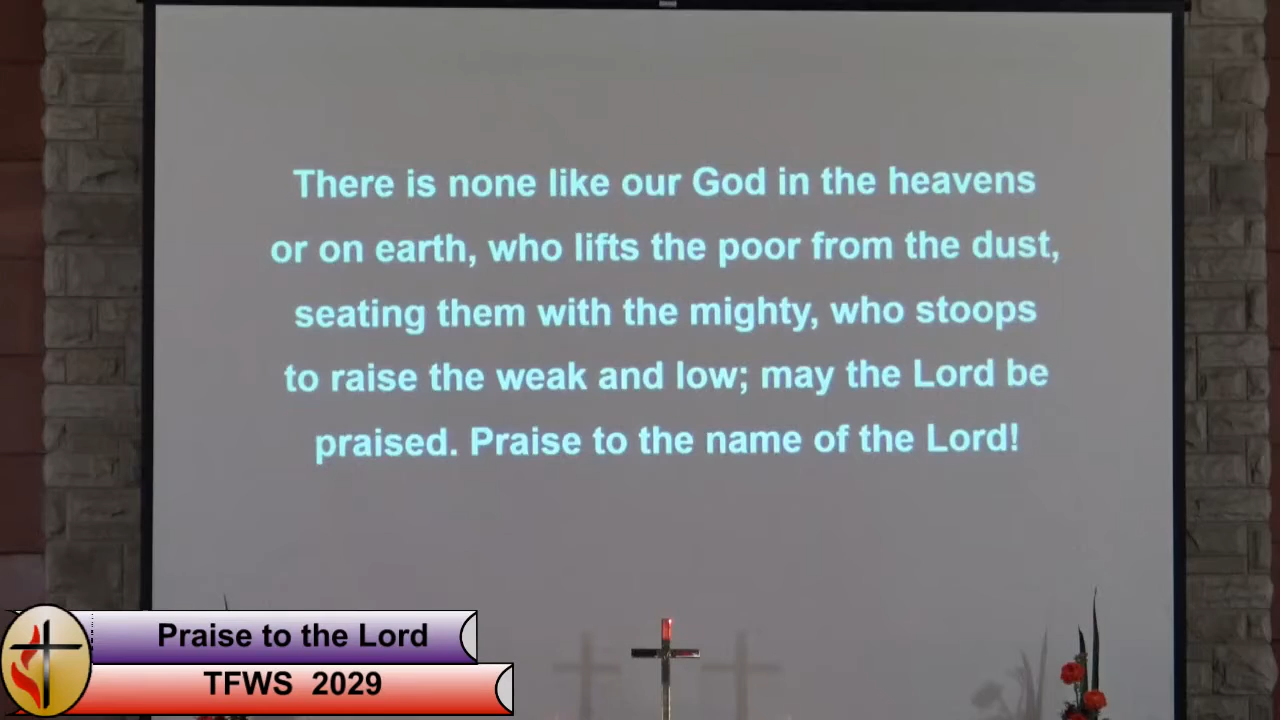 There is none like our God in the heavens
or on earth, who lifts the poor from the dust,
seating them with the mighty, who stoops
to raise the weak and low; may the Lord be
praised. Praise to the name of the Lord!
Praise to the Lord
TFWS 2029